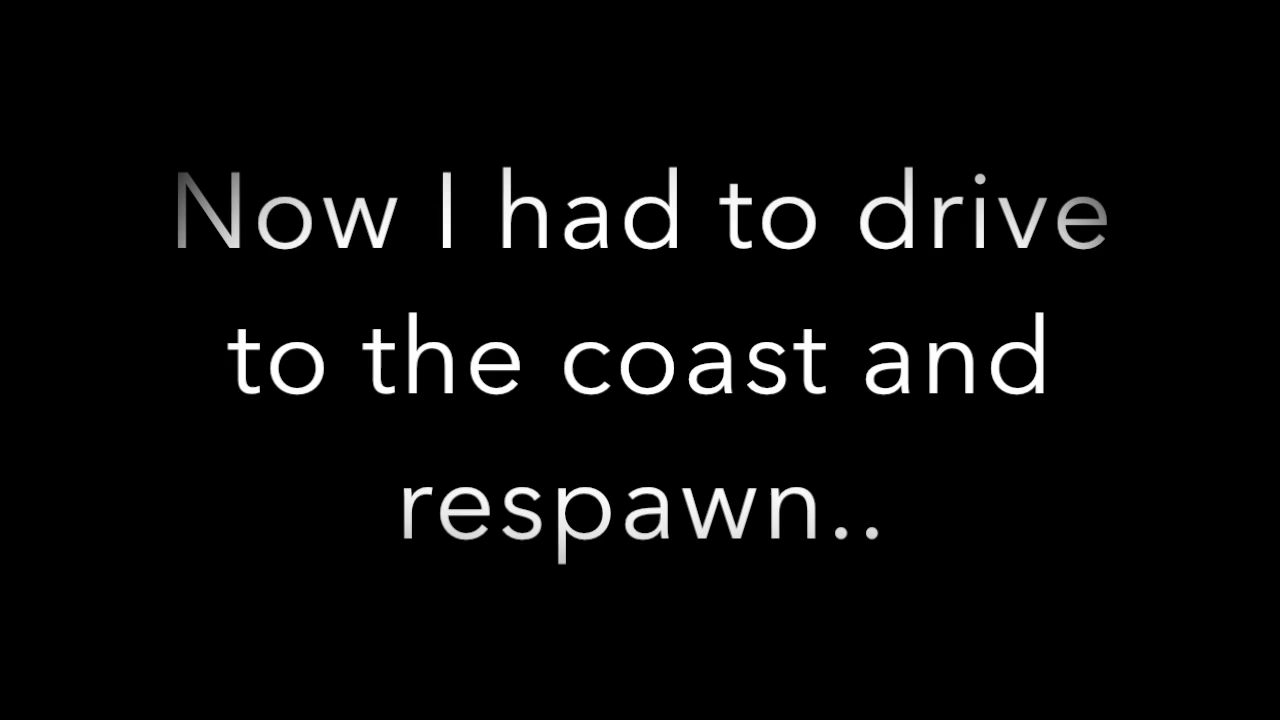 Now I had to drive
to the coast and
respawn..